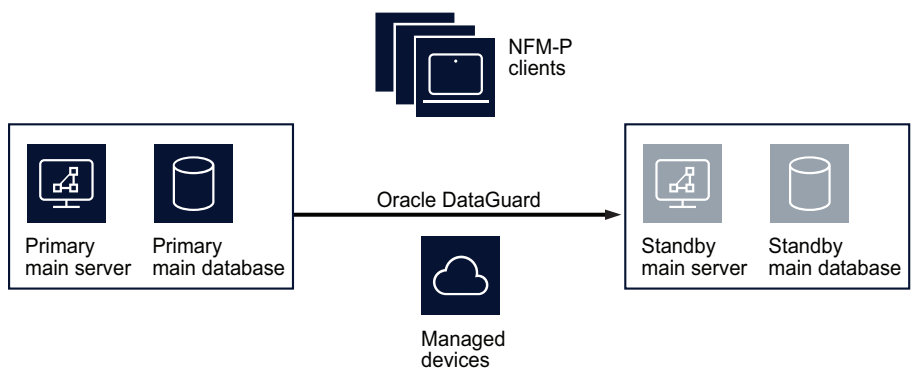 NFM-P
clients
Primary
main server
Primary
main database
Oracle DataGuard
Standby
main server
Standby
main database
Managed
devices